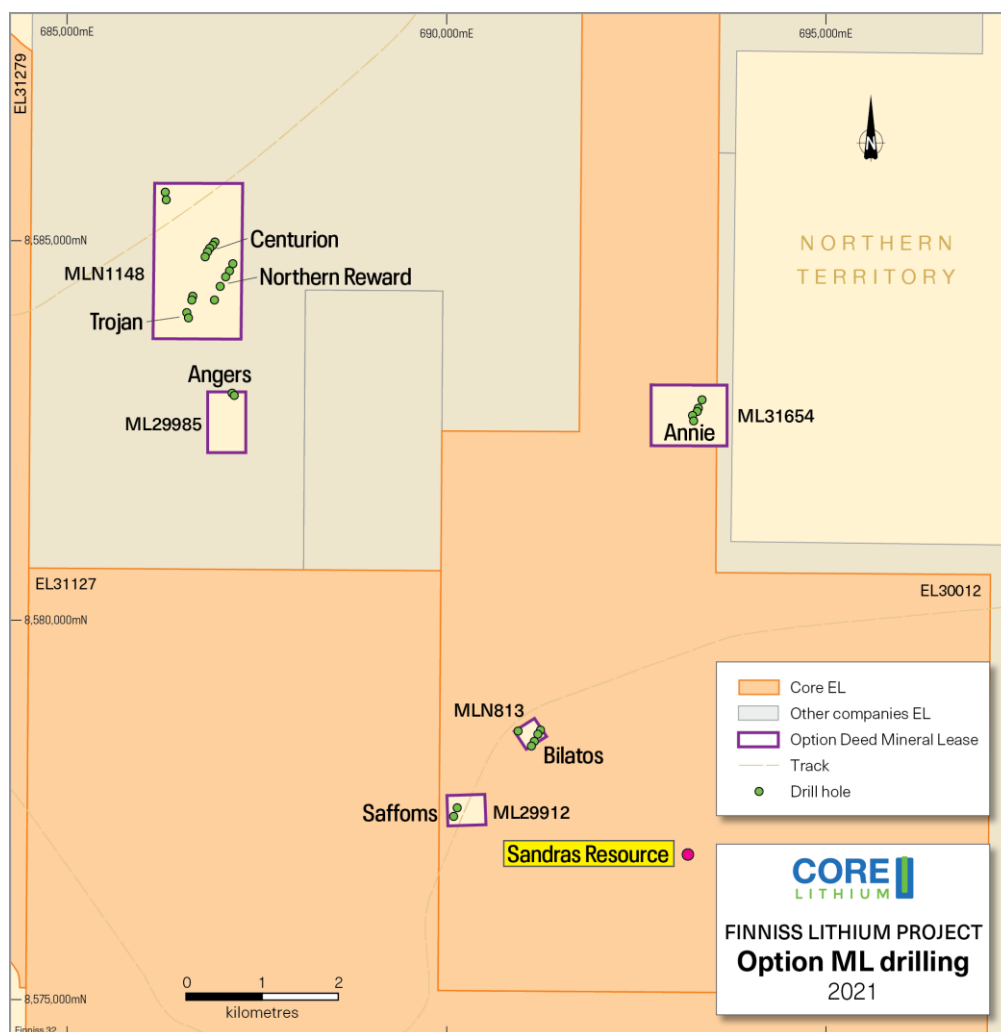 685,000mE
690,000mE
695,000mE
EL31279
8,585,000mN
Centurion
MLN1148
Northern Reward
Trojan
NORTHERN
TERRITORY
N
Angers
ML29985
ML31654
Annie
EL31127
EL30012
8,580,000mN
MLN813
Bilatos
Saffoms
ML29912
Sandras Resource
Core EL
Other companies EL
Option Deed Mineral Lease
Track
Drill hole
CORE
LITHIUM
FINNISS LITHIUM PROJECT
Option ML drilling
2021
0 1 2
kilometres
8,575,000mN
Finniss 32